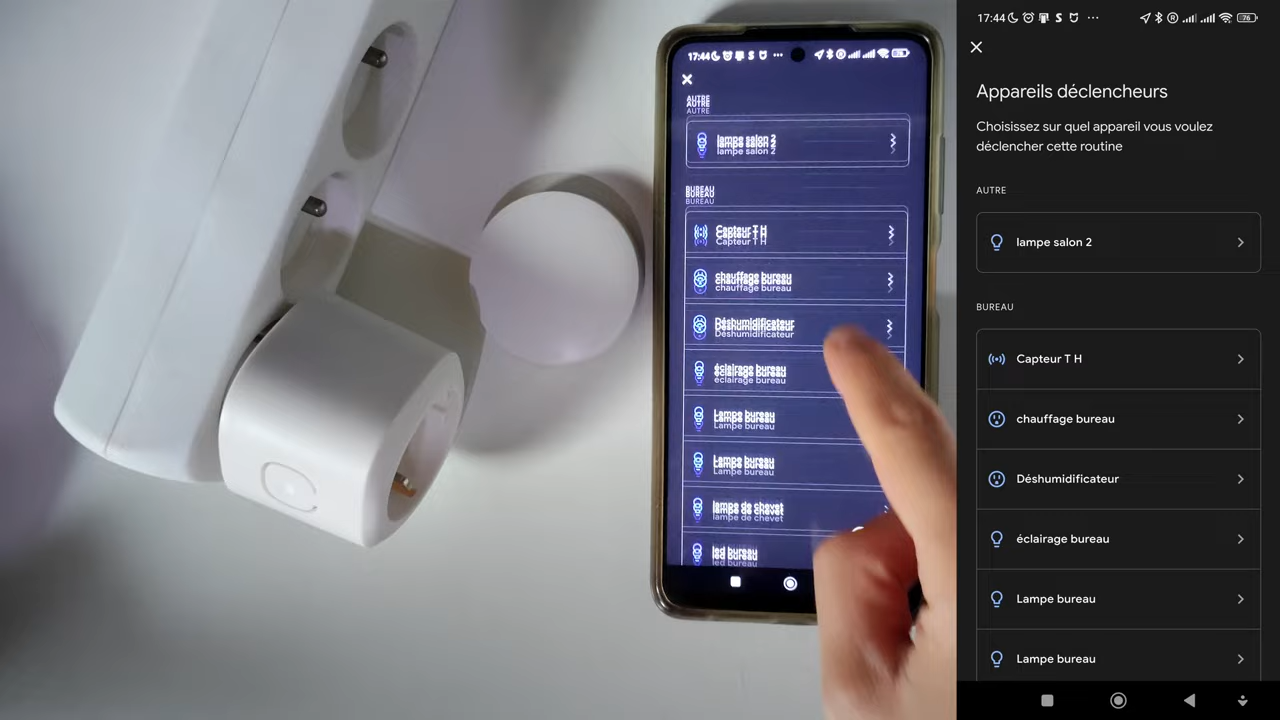 17:44
AUTRE
lampe salon 2
BUREAU
Capteur T H
chauffage bureau
Déshumidificateur
éclairage bureau
Lampe bureau
Lampe bureau
lampe de chevet
led bureau
17:44
76
Appareils déclencheurs
Choisissez sur quel appareil vous voulez
déclencher cette routine
AUTRE
lampe salon 2
BUREAU
Capteur T H
chauffage bureau
Déshumidificateur
éclairage bureau
Lampe bureau
Lampe bureau